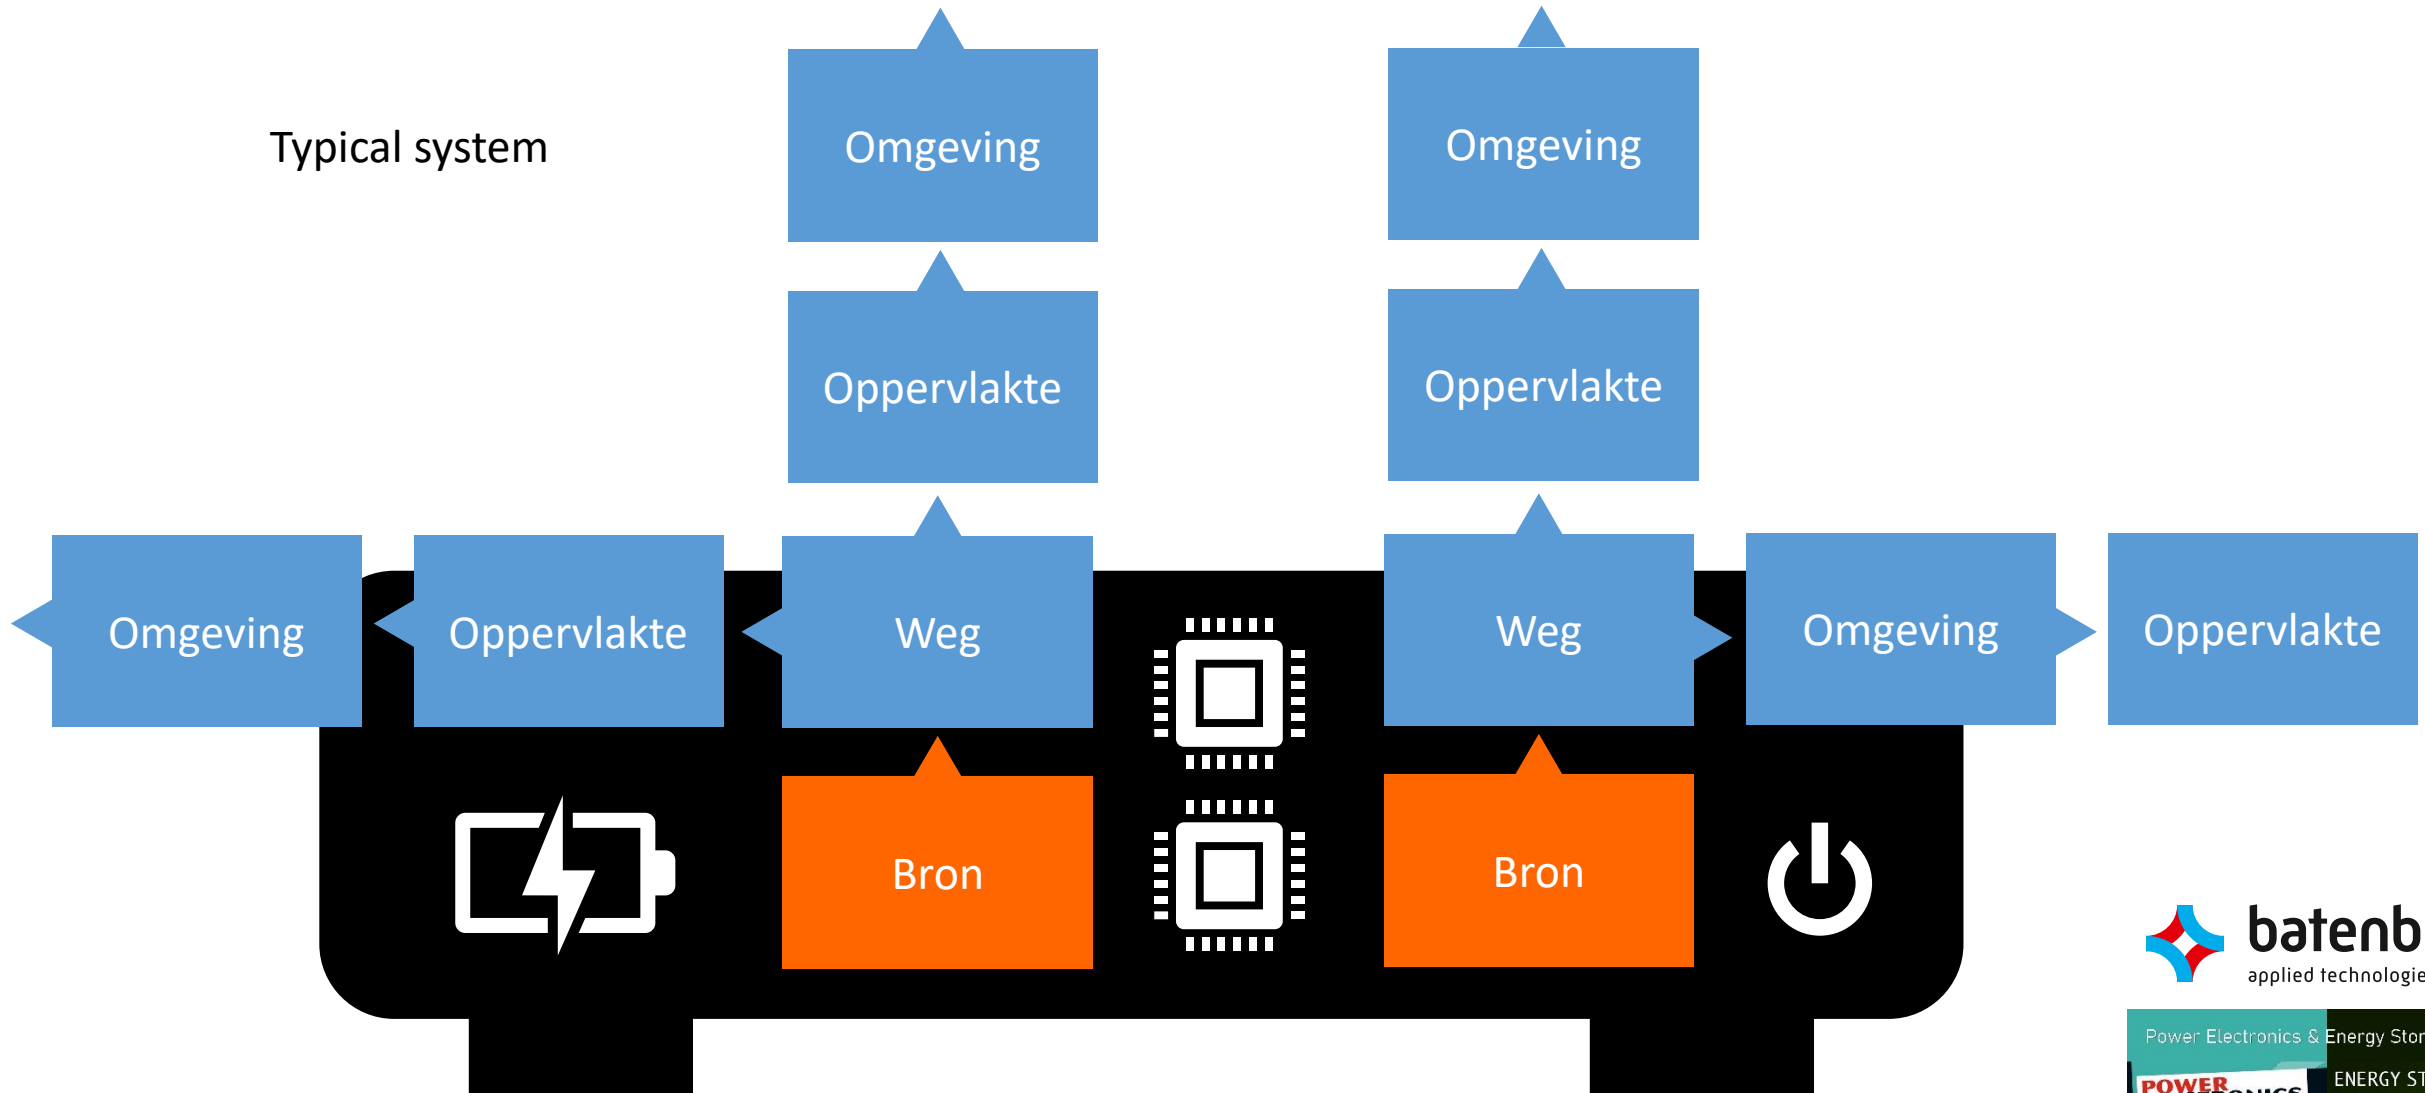 Omgeving
Omgeving
Typical system
Oppervlakte
Oppervlakte
Omgeving
Oppervlakte
Weg
Weg
Omgeving
Oppervlakte
Bron
Bron
batenb
applied technologie
Power Electronics & Energy Stor
ENERGY ST
POWER